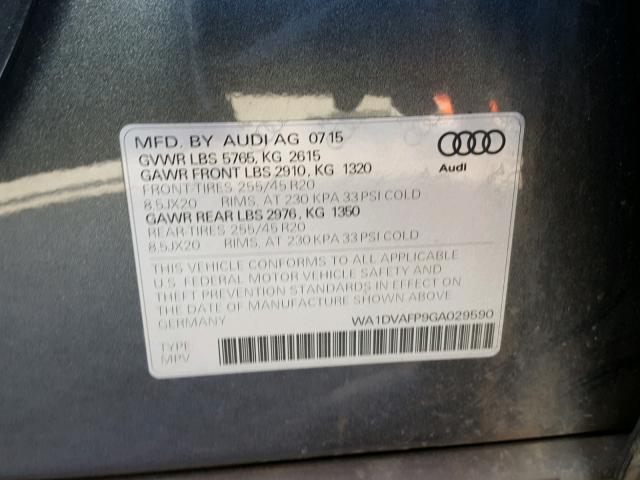 MFD. BY AUDI AG 07 15
GVWR LBS 5765, KG 2615
GAWR FRONT LBS 2910, KG 1320
FRONT-TIRES 255/45 R20
8.5JX20 RIMS, AT 230 KPA 33 PSI COLD
GAWR REAR LBS 2976, KG 1350
REAR-TIRES 255/45 R20
8.5JX20 RIMS, AT 230 KPA 33 PSI COLD
Audi
THIS VEHICLE CONFORMS TO ALL APPLICABLE
U.S. FEDERAL MOTOR VEHICLE SAFETY AND
THEFT PREVENTION STANDARDS IN EFFECT ON
THE DATE OF MANUFACTURE SHOWN ABOVE
GERMANY WA1DVAFP9GA029590
TYPE
MPV